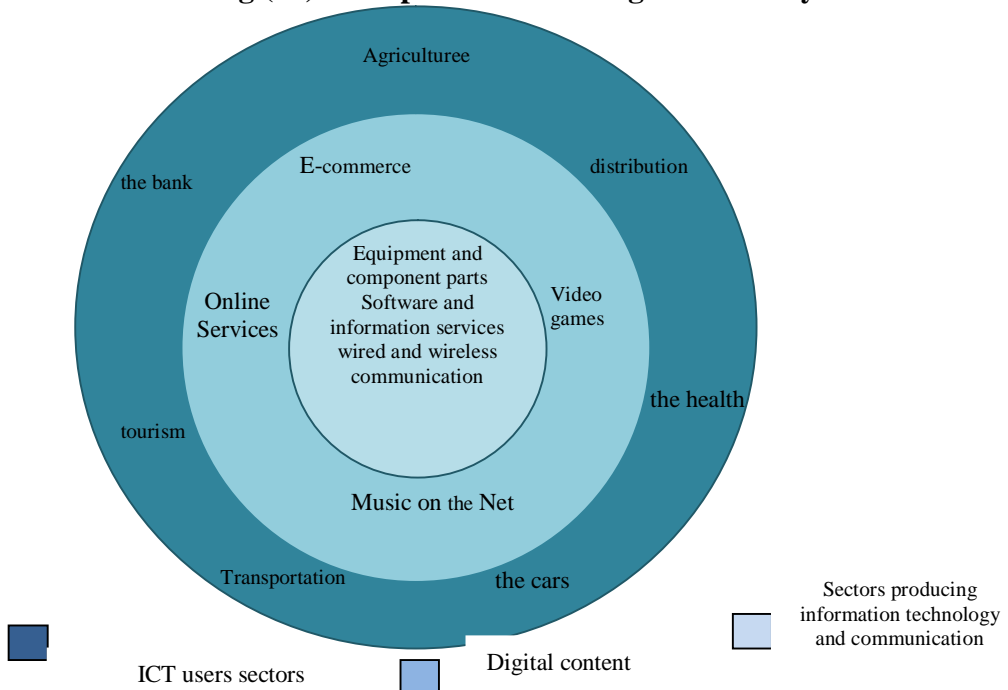 Agriculturee
E-commerce
distribution
the bank
Equipment and
component parts
Software and
information services
wired and wireless
communication
Online
Services
Video
games
the health
tourism
Music on the Net
Transportation
the cars
Sectors producing
information technology
and communication
Digital content
ICT users sectors